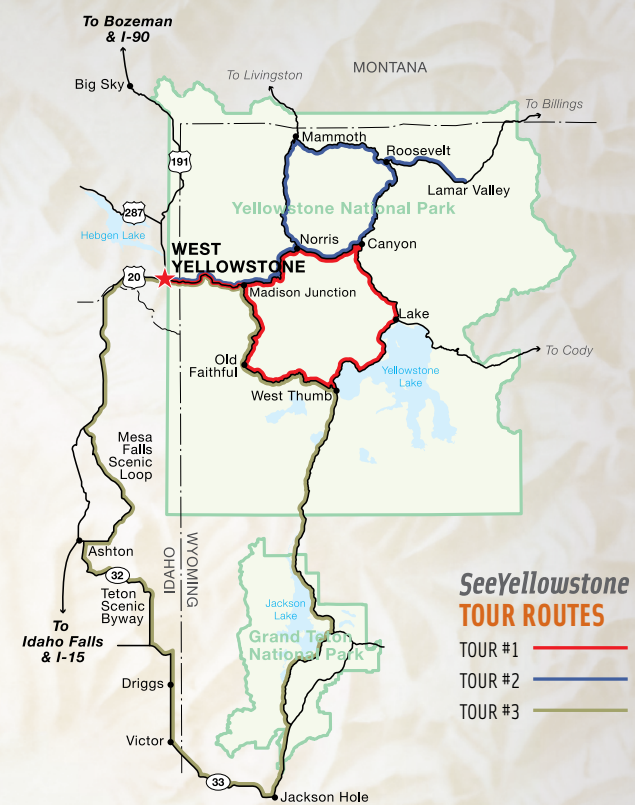 To Bozeman
& I-90
Big Sky
To Livingston
MONTANA
To Billings
Mammoth
Roosevelt
191
Lamar Valley
287
Yellowstone National Park
Hebgen Lake
Norris
Canyon
WEST
YELLOWSTONE
20
Madison Junction
Lake
To Cody
Old
Faithful
Yellowstone
Lake
West Thumb
Mesa
Falls
Scenic
Loop
Ashton
IDAHO
WYOMING
32
Teton
Scenic
Byway
To
Idaho Falls
& I-15
Jackson
Lake
Grand Teton
National Park
Driggs
Victor
33
Jackson Hole
SeeYellowstone
TOUR ROUTES
TOUR #1
TOUR #2
TOUR #3